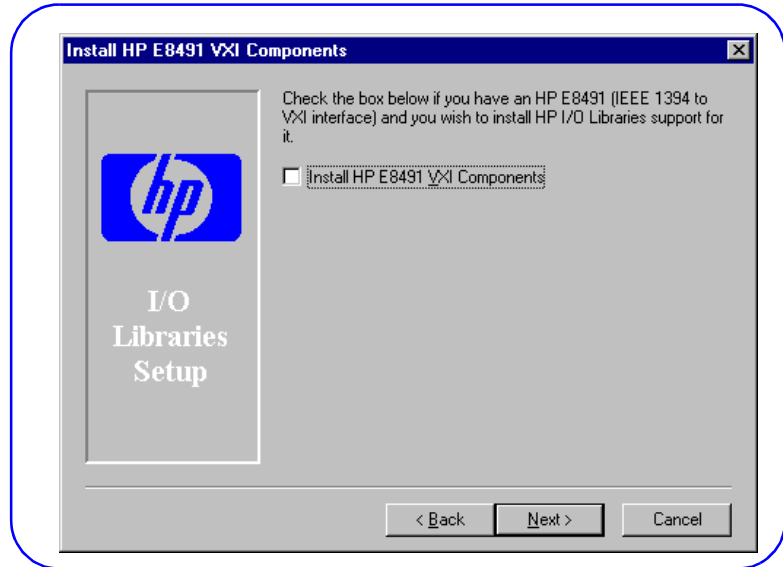 Install HP E8491 VXI Components
Check the box below if you have an HP E8491 (IEEE 1394 to
VXI interface) and you wish to install HP I/O Libraries support for
it.
Install HP E8491 VXI Components
hp
I/O
Libraries
Setup
< Back
Next >
Cancel